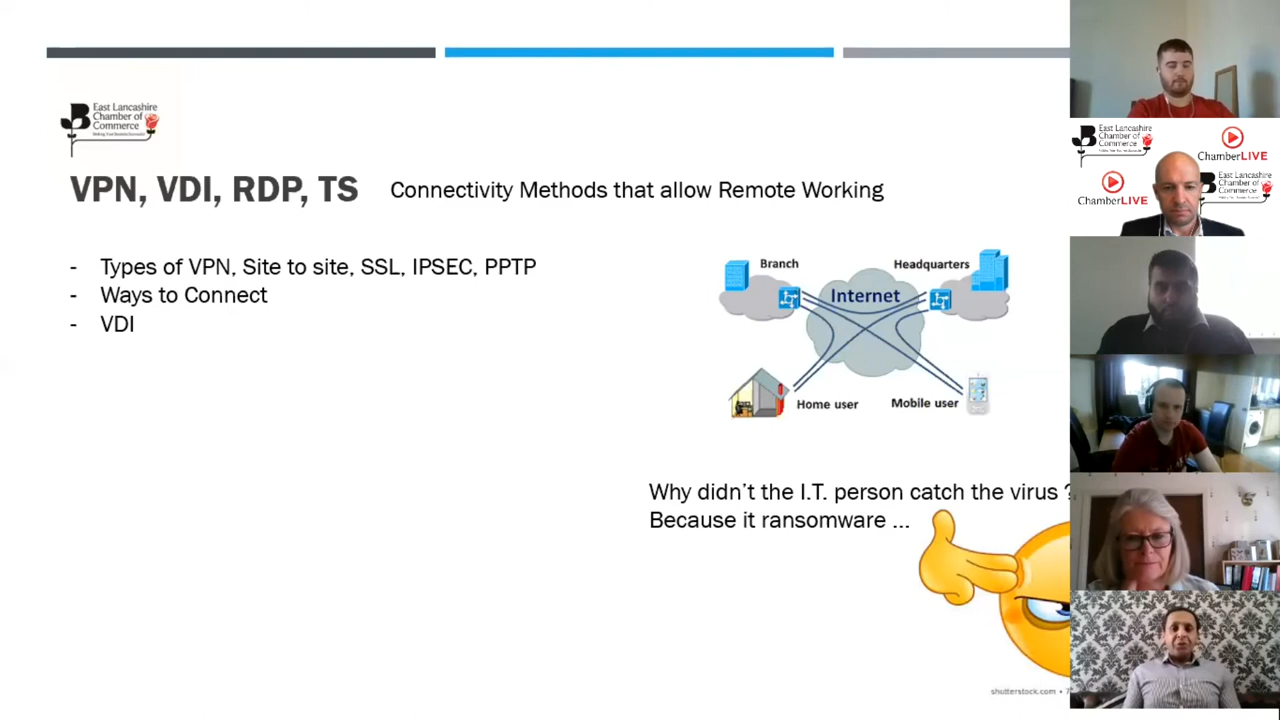 East Lancashire
Chamber of
Commerce
VPN, VDI, RDP, TS
Connectivity Methods that allow Remote Working
- Types of VPN, Site to site, SSL, IPSEC, PPTP
- Ways to Connect
- VDI
Branch
Headquarters
Internet
Home user
Mobile user
Why didn't the I.T. person catch the virus ?
Because it ransomware ...
shutterstock.com • 7
East Lancashire
Chamber of
Commerce
ChamberLIVE
ChamberLIVE
East Lancashire
Chamber of
Commerce